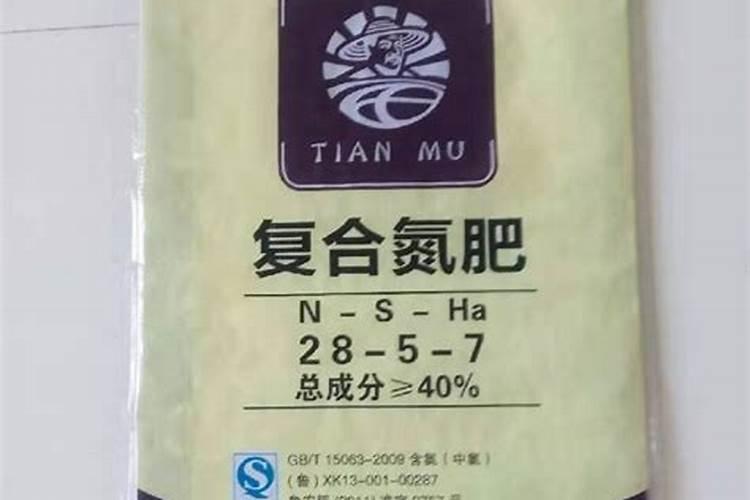 TIAN MU
复合氮肥
N - S - Ha
28-5-7
总成分≥40%
GB/T 15063-2009 含氯（中氯）
(鲁) XK13-001-00287